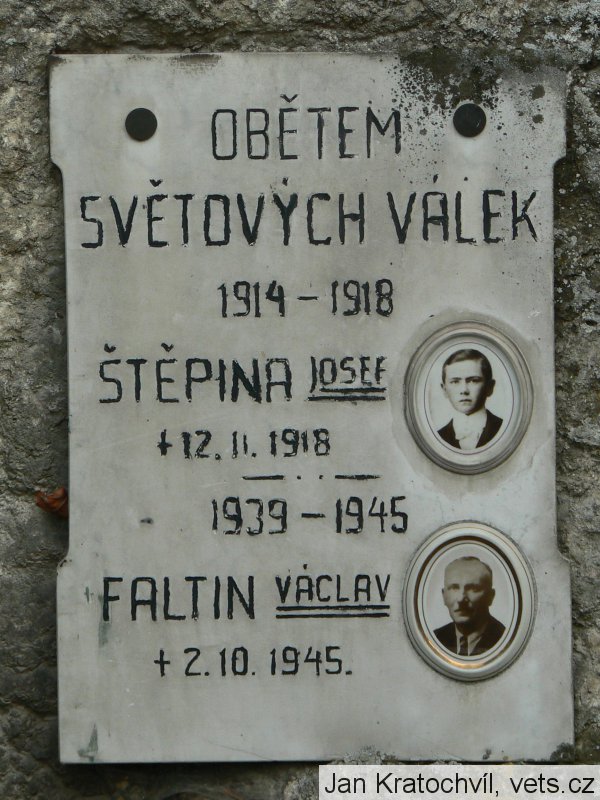 OBĚTEM
SVĚTOVÝCH VÁLEK
1914 – 1918
ŠTĚPINA JOSEF
+ 12. 11. 1918
1939 – 1945
FALTIN VÁCLAV
+ 2. 10. 1945.
Jan Kratochvíl, vets.cz